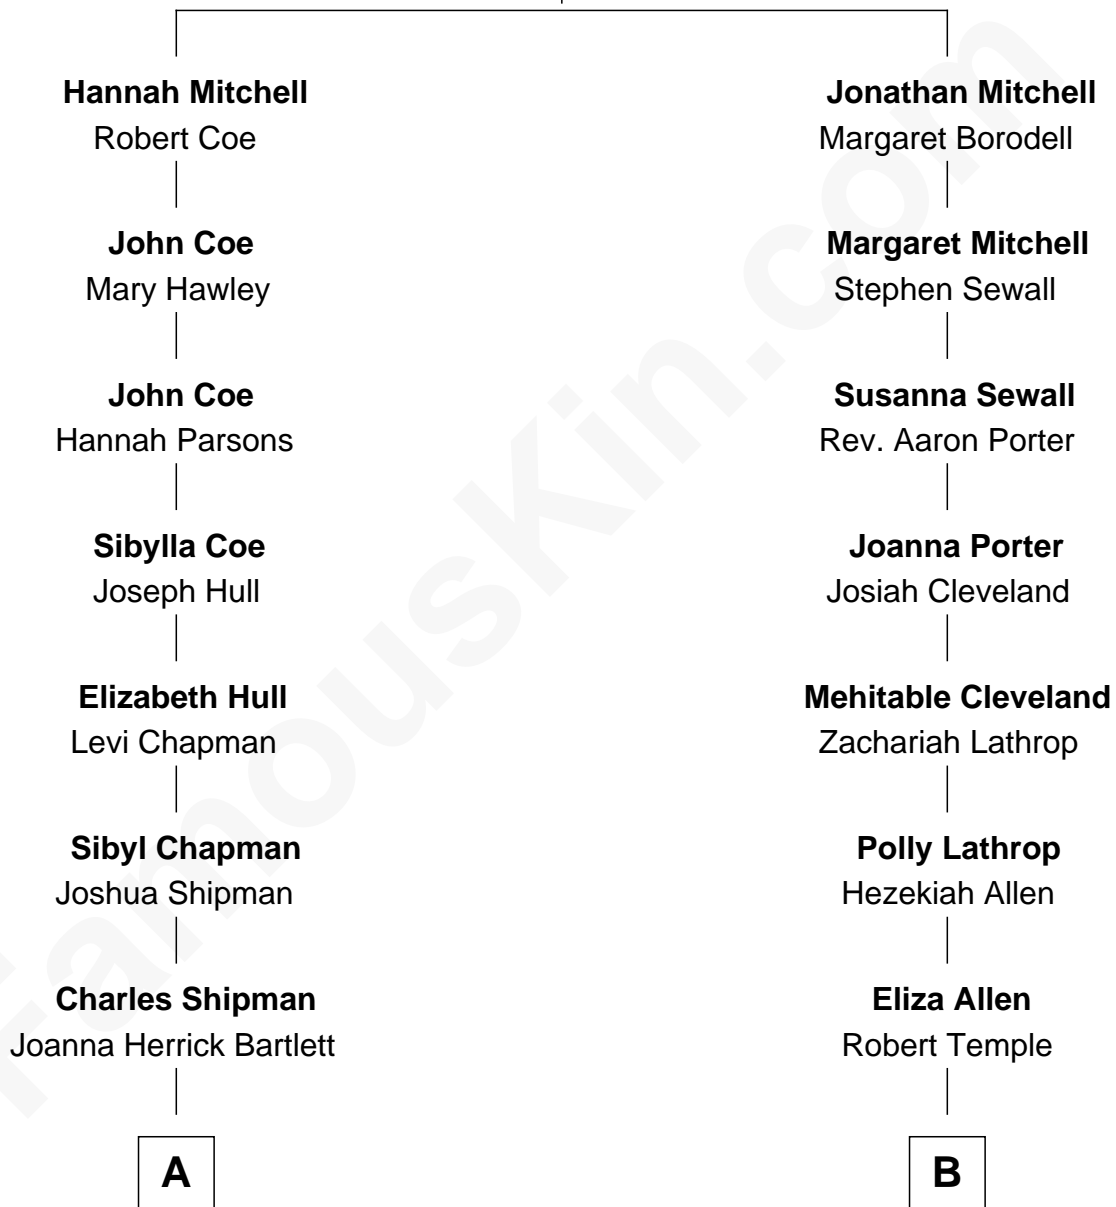 Hannah Mitchell
Robert Coe
John Coe
Mary Hawley
John Coe
Hannah Parsons
Sibylla Coe
Joseph Hull
Elizabeth Hull
Levi Chapman
Sibyl Chapman
Joshua Shipman
Charles Shipman
Joanna Herrick Bartlett
A
Jonathan Mitchell
Margaret Borodell
Margaret Mitchell
Stephen Sewall
Susanna Sewall
Rev. Aaron Porter
Joanna Porter
Josiah Cleveland
Mehitable Cleveland
Zachariah Lathrop
Polly Lathrop
Hezekiah Allen
Eliza Allen
Robert Temple
B
FamousKin.com